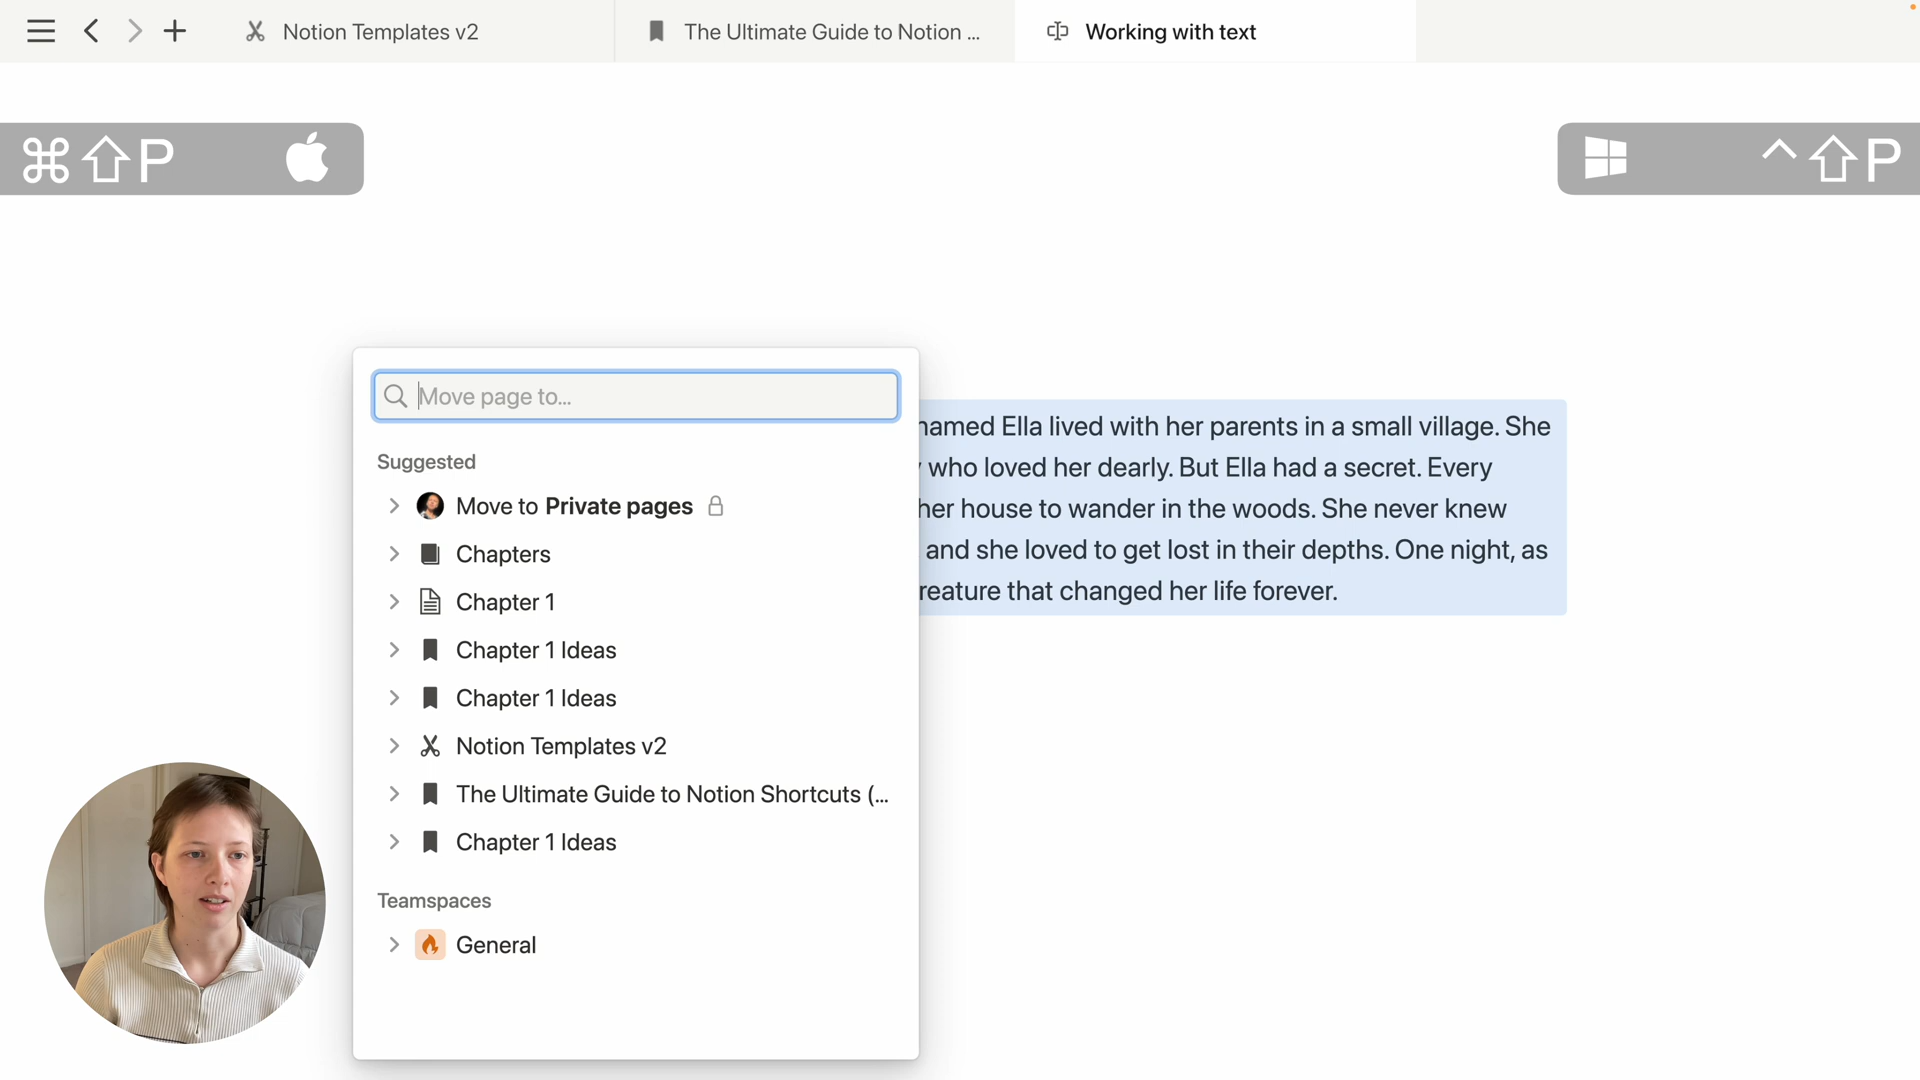 Notion Templates v2
The Ultimate Guide to Notion ...
Working with text
⌘⇧P
^⇧P
Move page to...
named Ella lived with her parents in a small village. She
who loved her dearly. But Ella had a secret. Every
her house to wander in the woods. She never knew
and she loved to get lost in their depths. One night, as
reature that changed her life forever.
Suggested
Move to Private pages
Chapters
Chapter 1
Chapter 1 Ideas
Chapter 1 Ideas
Notion Templates v2
The Ultimate Guide to Notion Shortcuts (...
Chapter 1 Ideas
Teamspaces
General